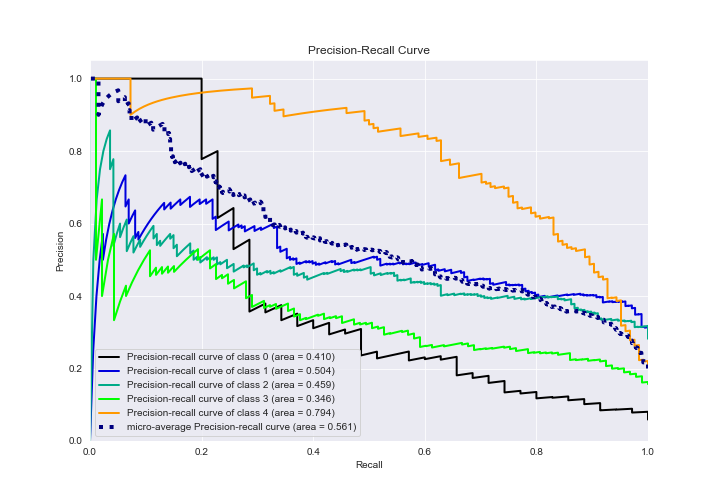 Precision-Recall Curve
Precision
1.0
0.8
0.6
0.4
0.2
0.0
Precision-recall curve of class 0 (area = 0.410)
Precision-recall curve of class 1 (area = 0.504)
Precision-recall curve of class 2 (area = 0.459)
Precision-recall curve of class 3 (area = 0.346)
Precision-recall curve of class 4 (area = 0.794)
micro-average Precision-recall curve (area = 0.561)
0.0 0.2 0.4 0.6 0.8 1.0
Recall